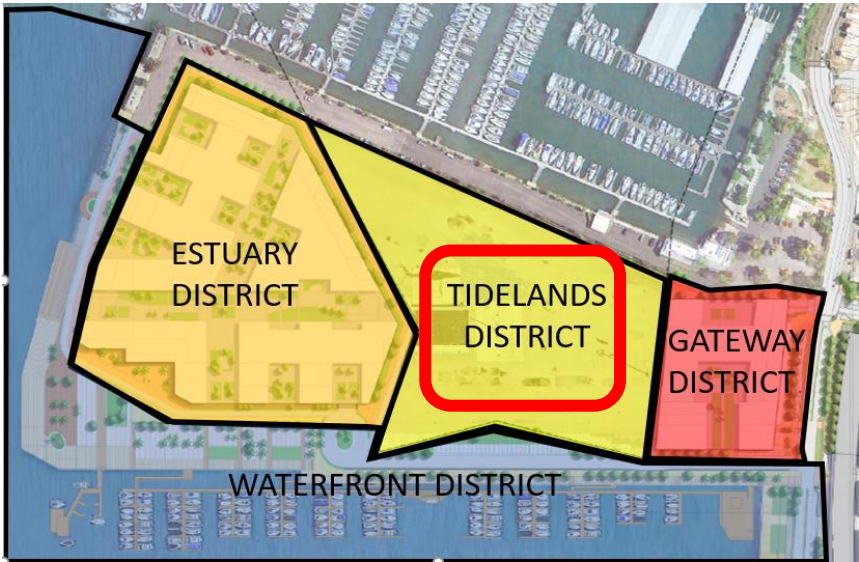 ESTUARY
DISTRICT
TIDELANDS
DISTRICT
GATEWAY
DISTRICT
WATERFRONT DISTRICT